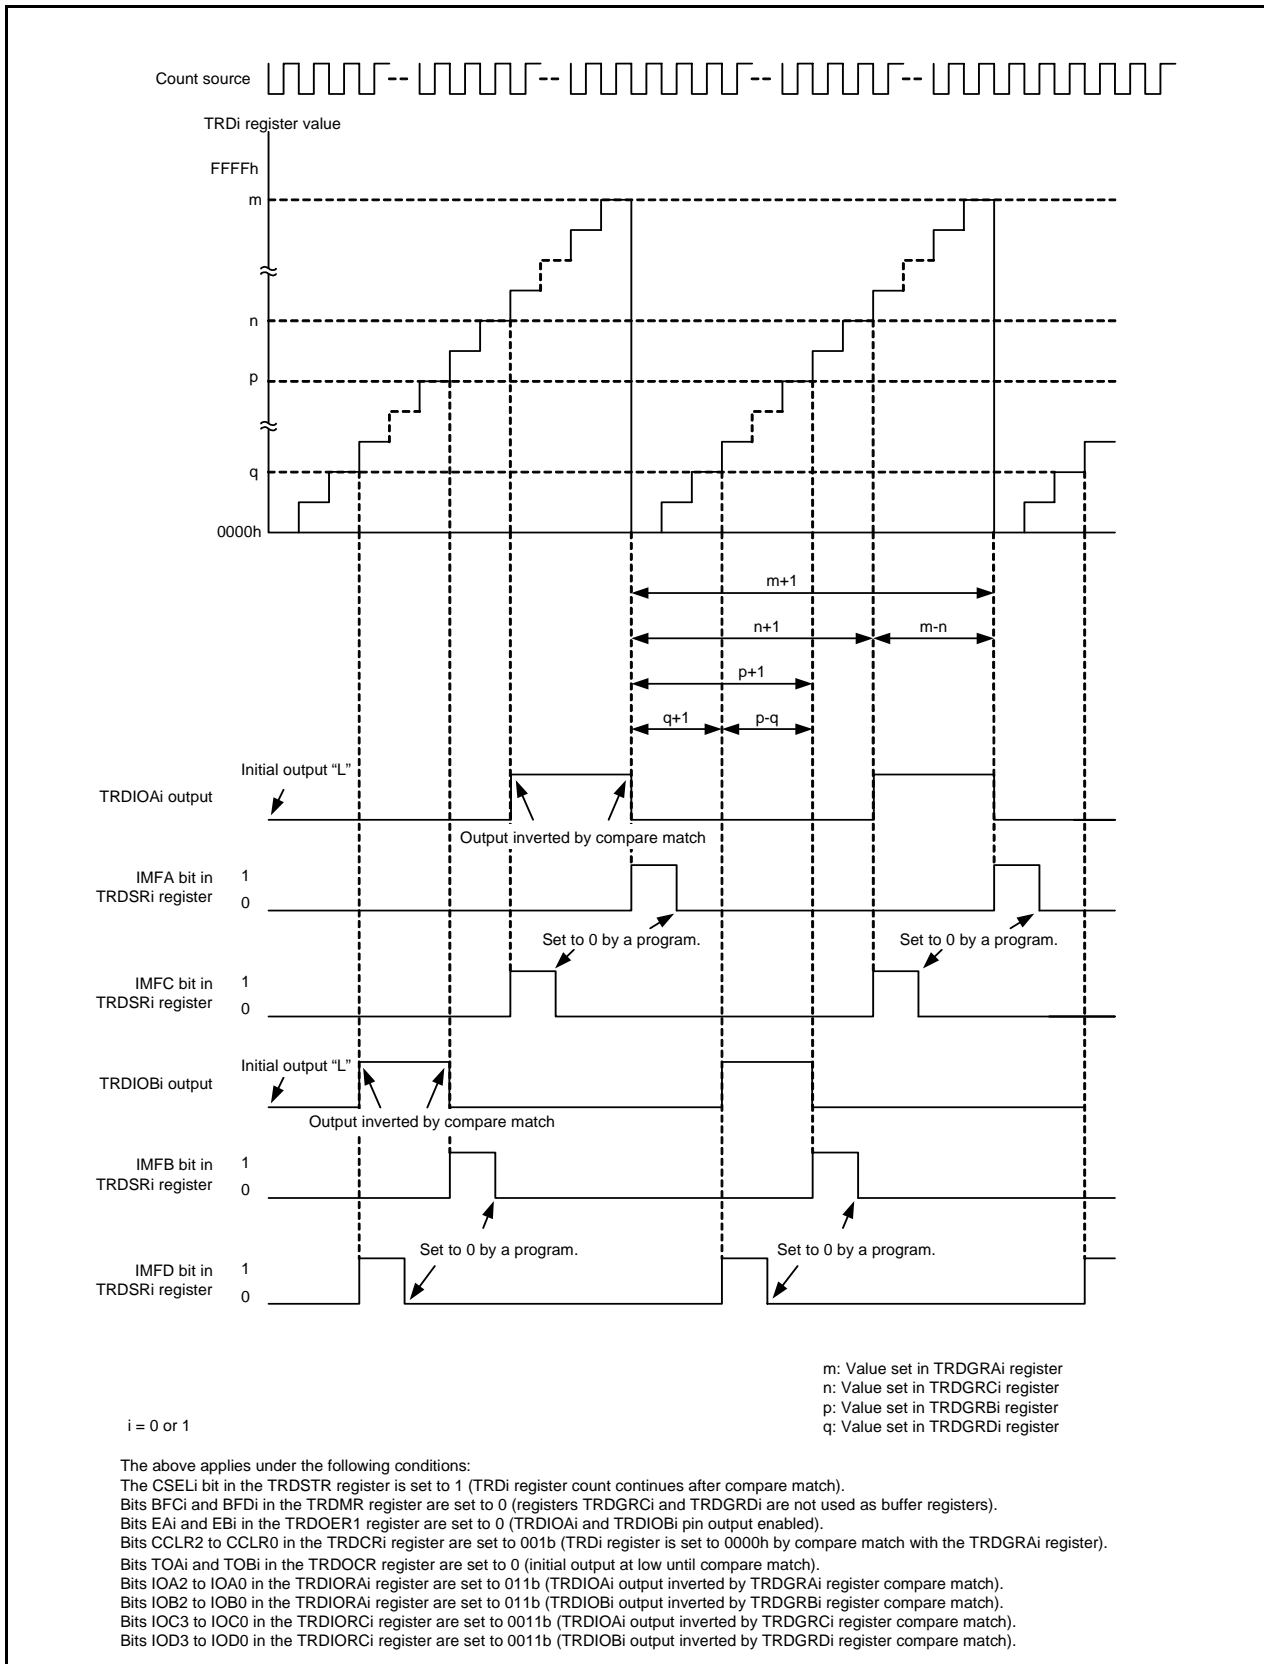 Count source
TRDi register value
FFFFh
m
n
p
q
0000h
m+1
n+1 m-n
p+1
q+1 p-q
Initial output “L”
TRDIOAi output
Output inverted by compare match
IMFA bit in
TRDSRi register
1
0
Set to 0 by a program. Set to 0 by a program.
IMFC bit in
TRDSRi register
1
0
Initial output “L”
TRDIOBi output
Output inverted by compare match
IMFB bit in
TRDSRi register
1
0
Set to 0 by a program. Set to 0 by a program.
IMFD bit in
TRDSRi register
1
0
m: Value set in TRDGRAi register
n: Value set in TRDGRCi register
p: Value set in TRDGRBi register
q: Value set in TRDGRDi register
i = 0 or 1
The above applies under the following conditions:
The CSELi bit in the TRDSTR register is set to 1 (TRDi register count continues after compare match).
Bits BFCi and BFDi in the TRDMR register are set to 0 (registers TRDGRCi and TRDGRDi are not used as buffer registers).
Bits EAi and EBi in the TRDOER1 register are set to 0 (TRDIOAi and TRDIOBi pin output enabled).
Bits CCLR2 to CCLR0 in the TRDCRi register are set to 001b (TRDi register is set to 0000h by compare match with the TRDGRAi register).
Bits TOAi and TOBi in the TRDOCR register are set to 0 (initial output at low until compare match).
Bits IOA2 to IOA0 in the TRDIORAi register are set to 011b (TRDIOAi output inverted by TRDGRAi register compare match).
Bits IOB2 to IOB0 in the TRDIORAi register are set to 011b (TRDIOBi output inverted by TRDGRBi register compare match).
Bits IOC3 to IOC0 in the TRDIORCi register are set to 0011b (TRDIOAi output inverted by TRDGRCi register compare match).
Bits IOD3 to IOD0 in the TRDIORCi register are set to 0011b (TRDIOBi output inverted by TRDGRDi register compare match).